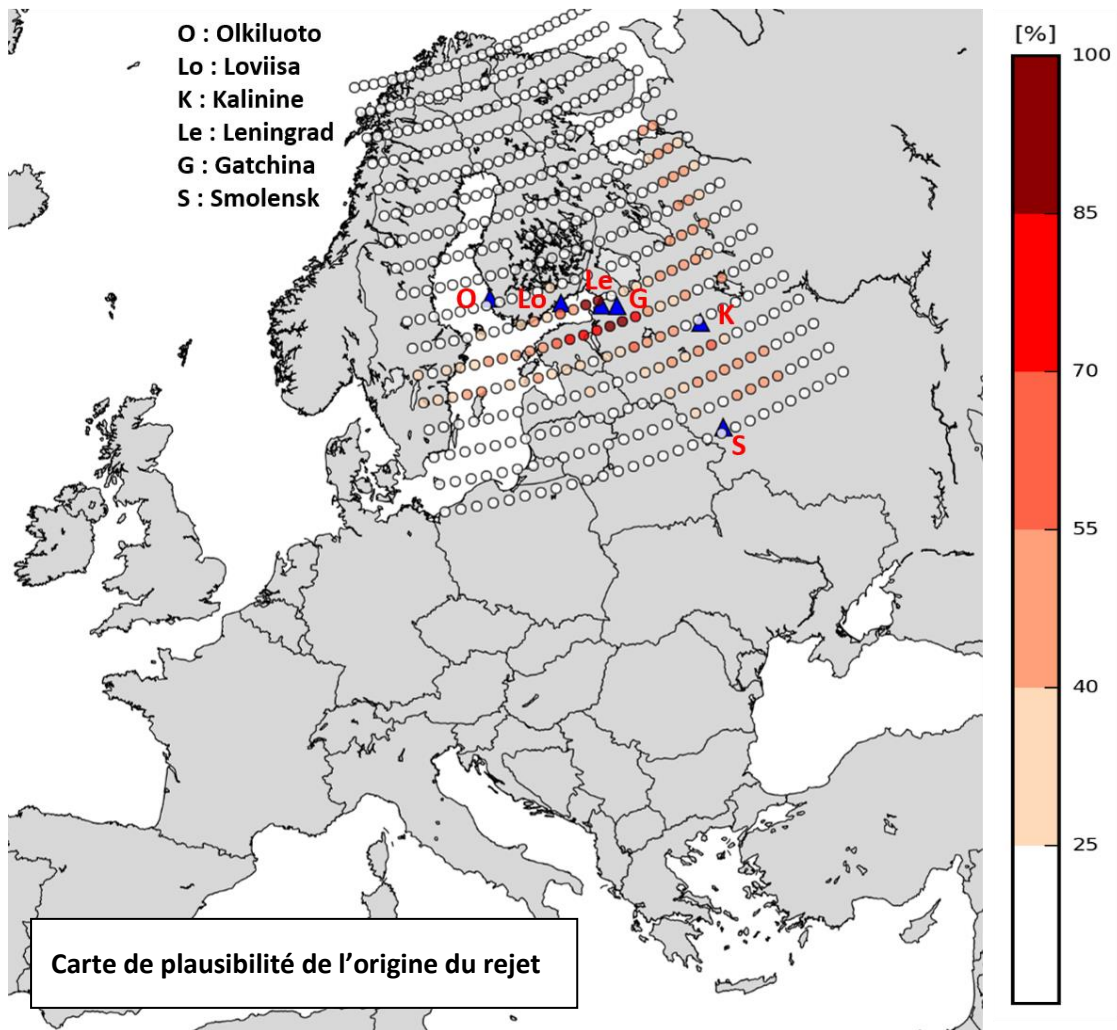 O : Olkiluoto
Lo : Loviisa
K : Kalinine
Le : Leningrad
G : Gatchina
S : Smolensk
[%]
100
85
70
55
40
25
Le
O
Lo
G
K
S
Carte de plausibilité de l’origine du rejet